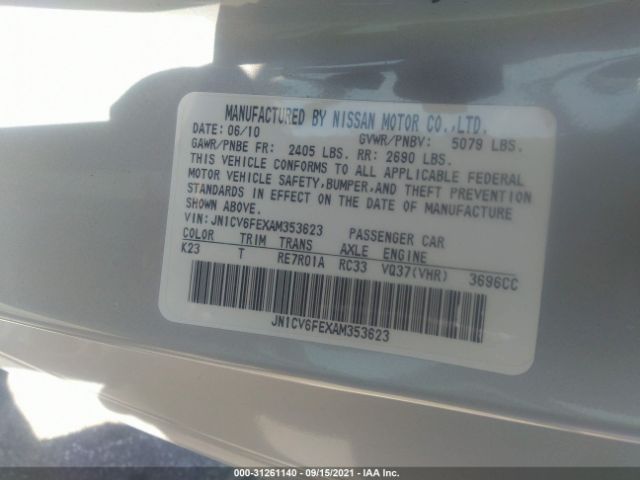 MANUFACTURED BY NISSAN MOTOR CO.,LTD.
DATE: 06/10 GVWR/PNBV: 5079 LBS.
GAWR/PNBE FR: 2405 LBS. RR: 2690 LBS.
THIS VEHICLE CONFORMS TO ALL APPLICABLE FEDERAL
MOTOR VEHICLE SAFETY,BUMPER,AND THEFT PREVENTION
STANDARDS IN EFFECT ON THE DATE OF MANUFACTURE
SHOWN ABOVE.
VIN:JN1CV6FEXAM353623 PASSENGER CAR
COLOR TRIM TRANS AXLE ENGINE
K23 T RE7R01A RC33 VQ37(VHR) 3696CC
JN1CV6FEXAM353623
000-31261140 - 09/15/2021 - IAA Inc.